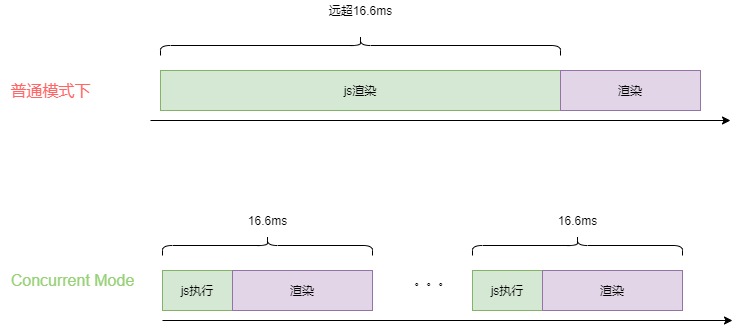 远超16.6ms
普通模式下
js渲染
渲染
16.6ms
16.6ms
Concurrent Mode
js执行
渲染
。。。
js执行
渲染